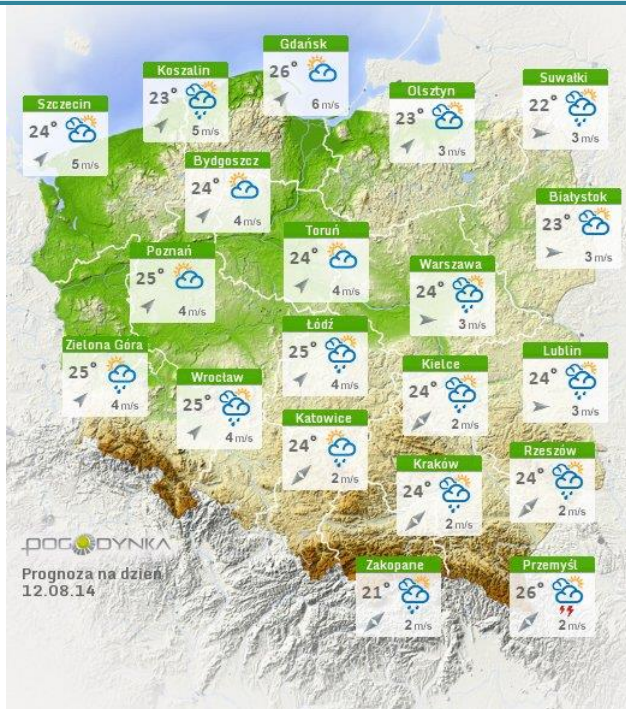 Gdańsk
26°
6 m/s
Koszalin
23°
5 m/s
Suwałki
22°
3 m/s
Olsztyn
23°
3 m/s
Szczecin
24°
5 m/s
Bydgoszcz
24°
4 m/s
Białystok
23°
3 m/s
Toruń
24°
4 m/s
Poznań
25°
4 m/s
Warszawa
24°
3 m/s
Łódź
25°
4 m/s
Zielona Góra
25°
4 m/s
Lublin
24°
3 m/s
Kielce
24°
2 m/s
Wrocław
25°
4 m/s
Katowice
24°
2 m/s
Rzeszów
24°
2 m/s
Kraków
24°
2 m/s
POGODYNKA
Prognoza na dzień
12.08.14
Zakopane
21°
2 m/s
Przemyśl
26°
2 m/s